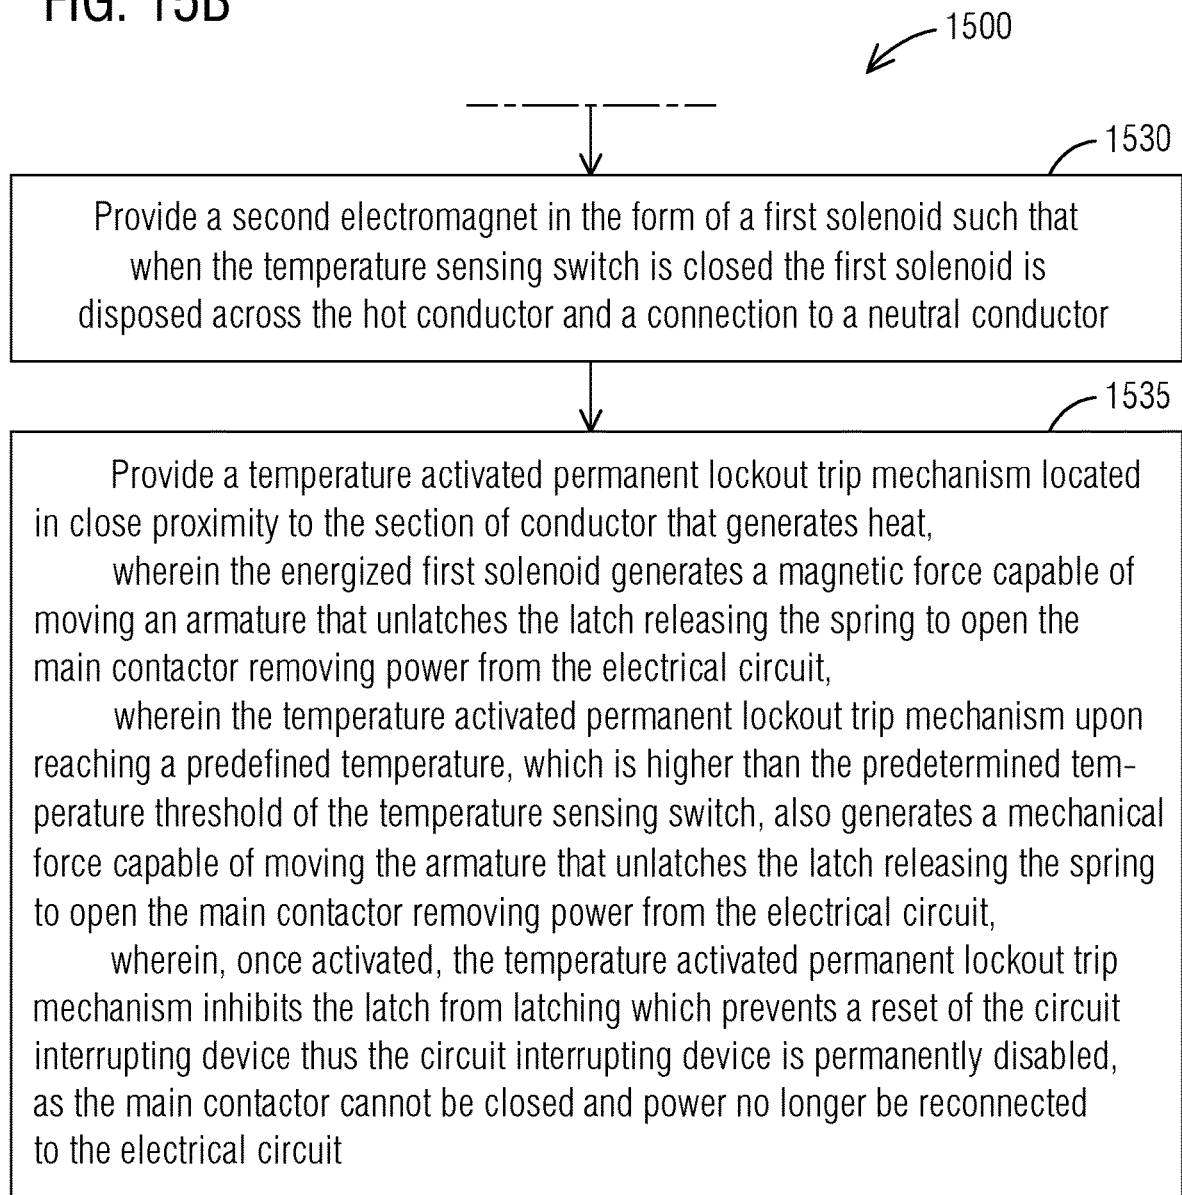 FIG. 15B
1500
1530
Provide a second electromagnet in the form of a first solenoid such that
when the temperature sensing switch is closed the first solenoid is
disposed across the hot conductor and a connection to a neutral conductor
1535
Provide a temperature activated permanent lockout trip mechanism located
in close proximity to the section of conductor that generates heat,
wherein the energized first solenoid generates a magnetic force capable of
moving an armature that unlatches the latch releasing the spring to open the
main contactor removing power from the electrical circuit,
wherein the temperature activated permanent lockout trip mechanism upon
reaching a predefined temperature, which is higher than the predetermined tem-
perature threshold of the temperature sensing switch, also generates a mechanical
force capable of moving the armature that unlatches the latch releasing the spring
to open the main contactor removing power from the electrical circuit,
wherein, once activated, the temperature activated permanent lockout trip
mechanism inhibits the latch from latching which prevents a reset of the circuit
interrupting device thus the circuit interrupting device is permanently disabled,
as the main contactor cannot be closed and power no longer be reconnected
to the electrical circuit